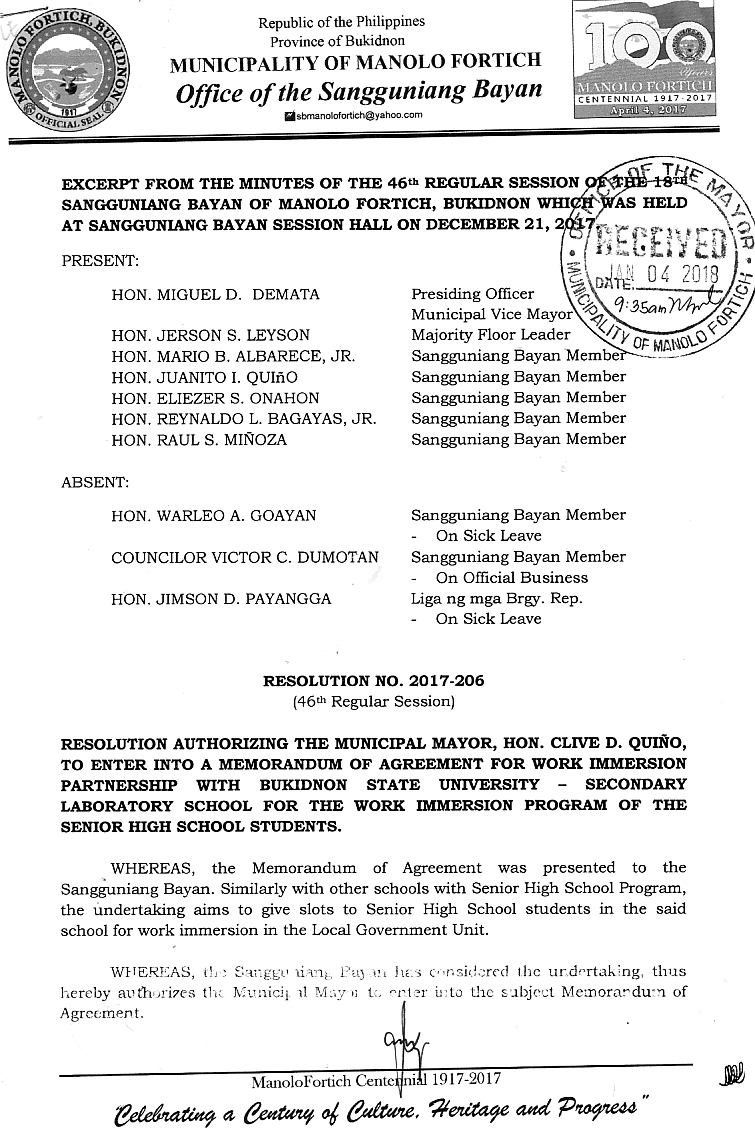 MANOLO FORTICH, BUKIDNON
1917
OFFICIAL SEAL
Republic of the Philippines
Province of Bukidnon
MUNICIPALITY OF MANOLO FORTICH
Office of the Sangguniang Bayan
sbmanolofortich@yahoo.com
100
Years
MANOLO FORTICH
CENTENNIAL 1917-2017
April 4, 2017
EXCERPT FROM THE MINUTES OF THE 46th REGULAR SESSION OF THE 18TH
SANGGUNIANG BAYAN OF MANOLO FORTICH, BUKIDNON WHICH WAS HELD
AT SANGGUNIANG BAYAN SESSION HALL ON DECEMBER 21, 2017.
OFFICE OF THE MAYOR
RECEIVED
JAN 04 2018
DATE:
9:35am
MUNICIPALITY OF MANOLO FORTICH
PRESENT:
HON. MIGUEL D. DEMATA Presiding Officer
Municipal Vice Mayor
HON. JERSON S. LEYSON Majority Floor Leader
HON. MARIO B. ALBARECE, JR. Sangguniang Bayan Member
HON. JUANITO I. QUIñO Sangguniang Bayan Member
HON. ELIEZER S. ONAHON Sangguniang Bayan Member
HON. REYNALDO L. BAGAYAS, JR. Sangguniang Bayan Member
HON. RAUL S. MIÑOZA Sangguniang Bayan Member
ABSENT:
HON. WARLEO A. GOAYAN Sangguniang Bayan Member
- On Sick Leave
COUNCILOR VICTOR C. DUMOTAN Sangguniang Bayan Member
- On Official Business
HON. JIMSON D. PAYANGGA Liga ng mga Brgy. Rep.
- On Sick Leave
RESOLUTION NO. 2017-206
(46th Regular Session)
RESOLUTION AUTHORIZING THE MUNICIPAL MAYOR, HON. CLIVE D. QUIÑO,
TO ENTER INTO A MEMORANDUM OF AGREEMENT FOR WORK IMMERSION
PARTNERSHIP WITH BUKIDNON STATE UNIVERSITY – SECONDARY
LABORATORY SCHOOL FOR THE WORK IMMERSION PROGRAM OF THE
SENIOR HIGH SCHOOL STUDENTS.
WHEREAS, the Memorandum of Agreement was presented to the
Sangguniang Bayan. Similarly with other schools with Senior High School Program,
the undertaking aims to give slots to Senior High School students in the said
school for work immersion in the Local Government Unit.
WHEREAS, the Sangguniang Bayan has considered the undertaking, thus
hereby authorizes the Municipal Mayor to enter into the subject Memorandum of
Agreement.
ManoloFortich Centennial 1917-2017
"Celebrating a Century of Culture, Heritage and Progress"